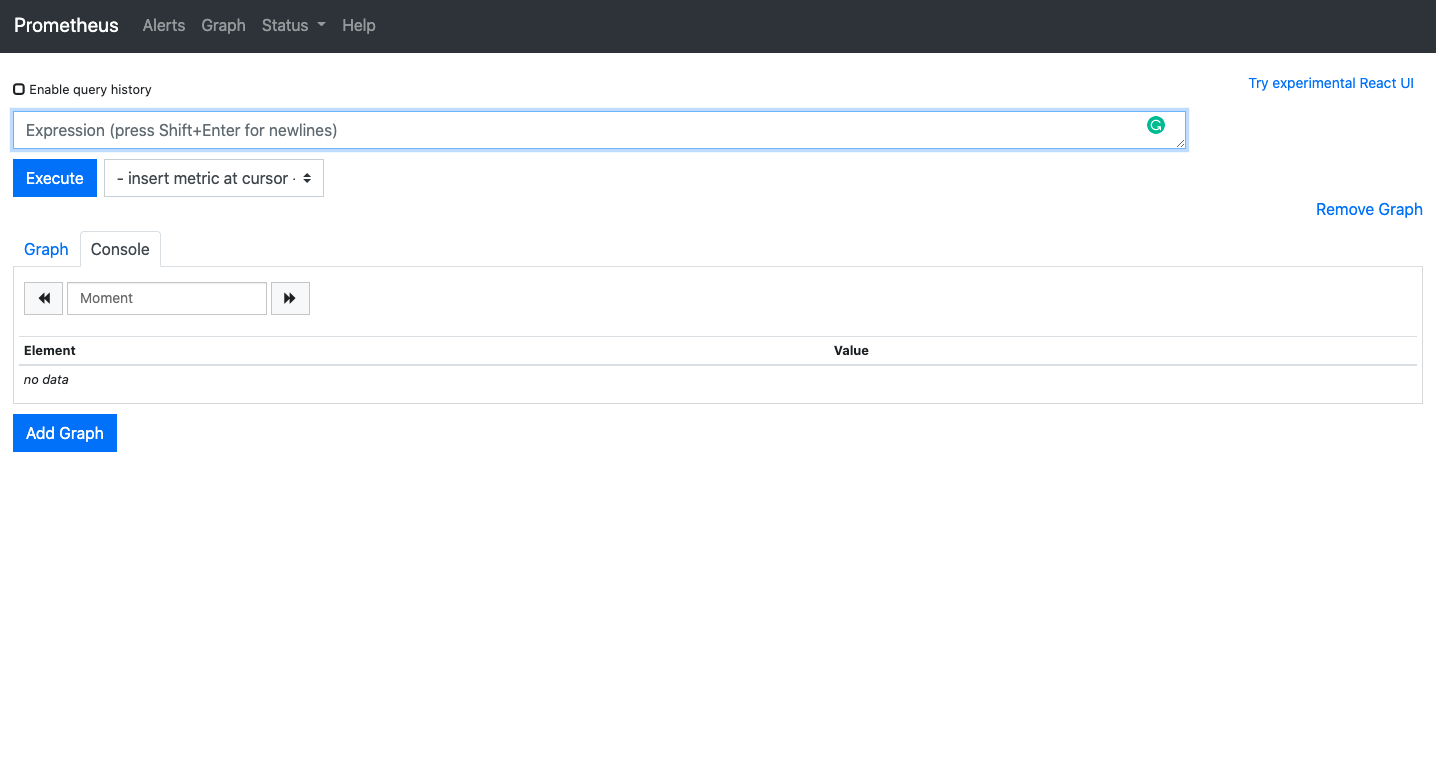 Prometheus Alerts Graph Status Help
Enable query history
Try experimental React UI
Expression (press Shift+Enter for newlines)
Execute - insert metric at cursor -
Remove Graph
Graph Console
Moment
Element Value
no data
Add Graph